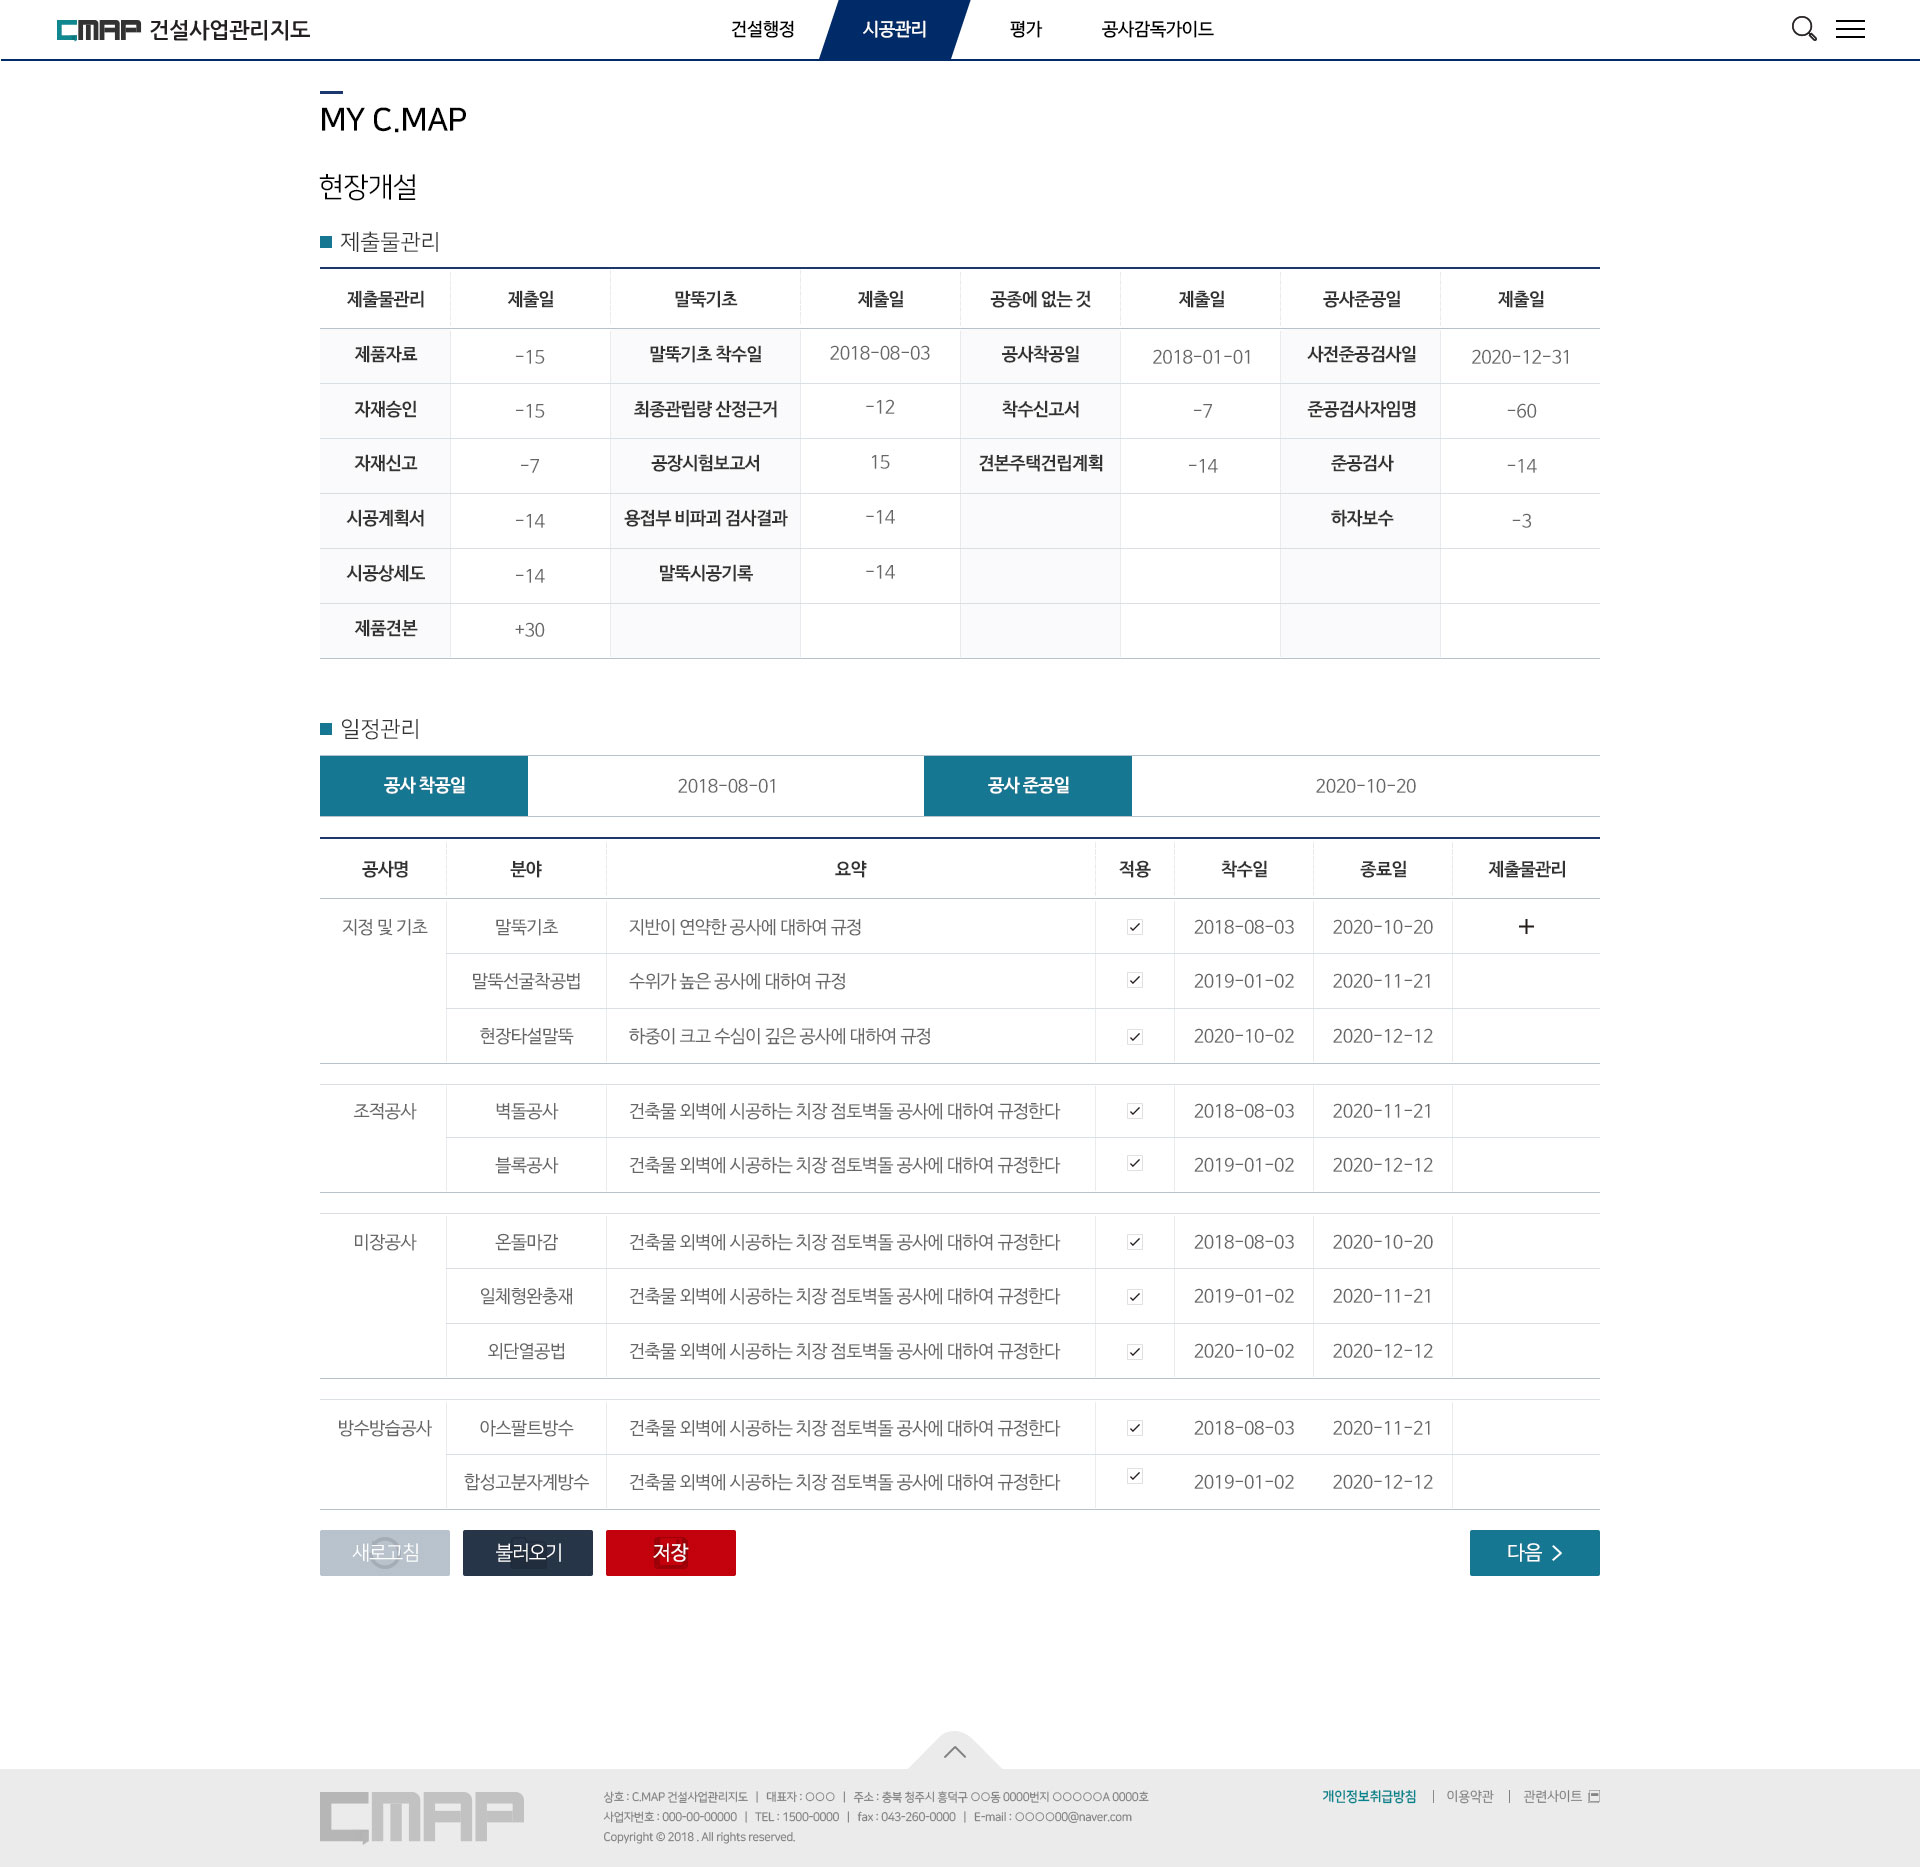 CMAP 건설사업관리지도
건설행정 시공관리 평가 공사감독가이드
MY C.MAP
현장개설
제출물관리
제출물관리 제출일 말뚝기초 제출일 공종에 없는 것 제출일 공사준공일 제출일
제품자료 -15 말뚝기초 착수일 2018-08-03 공사착공일 2018-01-01 사전준공검사일 2020-12-31
자재승인 -15 최종관립량 산정근거 -12 착수신고서 -7 준공검사자임명 -60
자재신고 -7 공장시험보고서 15 견본주택건립계획 -14 준공검사 -14
시공계획서 -14 용접부 비파괴 검사결과 -14 하자보수 -3
시공상세도 -14 말뚝시공기록 -14
제품견본 +30
일정관리
공사 착공일 2018-08-01 공사 준공일 2020-10-20
공사명 분야 요약 적용 착수일 종료일 제출물관리
지정 및 기초 말뚝기초 지반이 연약한 공사에 대하여 규정 2018-08-03 2020-10-20 +
말뚝선굴착공법 수위가 높은 공사에 대하여 규정 2019-01-02 2020-11-21
현장타설말뚝 하중이 크고 수심이 깊은 공사에 대하여 규정 2020-10-02 2020-12-12
조적공사 벽돌공사 건축물 외벽에 시공하는 치장 점토벽돌 공사에 대하여 규정한다 2018-08-03 2020-11-21
블록공사 건축물 외벽에 시공하는 치장 점토벽돌 공사에 대하여 규정한다 2019-01-02 2020-12-12
미장공사 온돌마감 건축물 외벽에 시공하는 치장 점토벽돌 공사에 대하여 규정한다 2018-08-03 2020-10-20
일체형완충재 건축물 외벽에 시공하는 치장 점토벽돌 공사에 대하여 규정한다 2019-01-02 2020-11-21
외단열공법 건축물 외벽에 시공하는 치장 점토벽돌 공사에 대하여 규정한다 2020-10-02 2020-12-12
방수방습공사 아스팔트방수 건축물 외벽에 시공하는 치장 점토벽돌 공사에 대하여 규정한다 2018-08-03 2020-11-21
합성고분자계방수 건축물 외벽에 시공하는 치장 점토벽돌 공사에 대하여 규정한다 2019-01-02 2020-12-12
새로고침 불러오기 저장 다음
CMAP
상호 : C.MAP 건설사업관리지도 | 대표자 : ○○○ | 주소 : 충북 청주시 흥덕구 ○○동 0000번지 ○○○○○A 0000호
사업자번호 : 000-00-00000 | TEL : 1500-0000 | fax : 043-260-0000 | E-mail : ○○○○00@naver.com
Copyright © 2018 . All rights reserved.
개인정보취급방침 | 이용약관 | 관련사이트